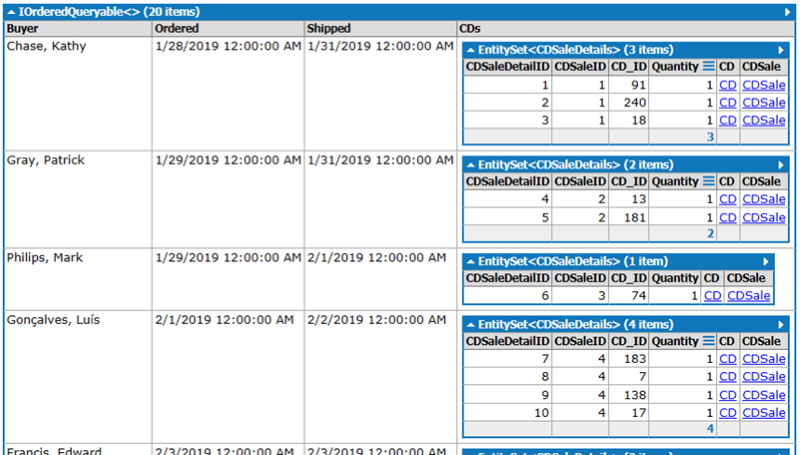 IOrderedQueryable<> (20 items)
Buyer Ordered Shipped CDs
Chase, Kathy 1/28/2019 12:00:00 AM 1/31/2019 12:00:00 AM EntitySet<CDSaleDetails> (3 items)
CDSaleDetailID CDSaleID CD_ID Quantity CD CDSale
1 1 91 1 CD CDSale
2 1 240 1 CD CDSale
3 1 18 1 CD CDSale
3
Gray, Patrick 1/29/2019 12:00:00 AM 1/31/2019 12:00:00 AM EntitySet<CDSaleDetails> (2 items)
CDSaleDetailID CDSaleID CD_ID Quantity CD CDSale
4 2 13 1 CD CDSale
5 2 181 1 CD CDSale
2
Philips, Mark 1/29/2019 12:00:00 AM 2/1/2019 12:00:00 AM EntitySet<CDSaleDetails> (1 item)
CDSaleDetailID CDSaleID CD_ID Quantity CD CDSale
6 3 74 1 CD CDSale
Gonçalves, Luís 2/1/2019 12:00:00 AM 2/2/2019 12:00:00 AM EntitySet<CDSaleDetails> (4 items)
CDSaleDetailID CDSaleID CD_ID Quantity CD CDSale
7 4 183 1 CD CDSale
8 4 7 1 CD CDSale
9 4 138 1 CD CDSale
10 4 17 1 CD CDSale
4
Francis, Edward 2/3/2019 12:00:00 AM 2/3/2019 12:00:00 AM